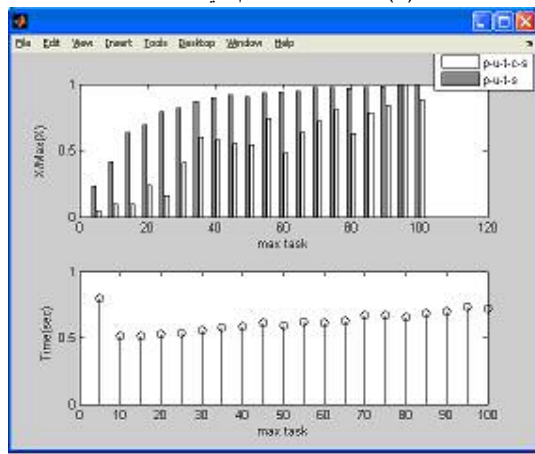 File Edit View Insert Tools Desktop Window Help
p-u-t-c-s
p-u-t-s
X/Max(X)
1
0.5
0
0 20 40 60 80 100 120
max task
Time(sec)
1
0.5
0
0 10 20 30 40 50 60 70 80 90 100
max task